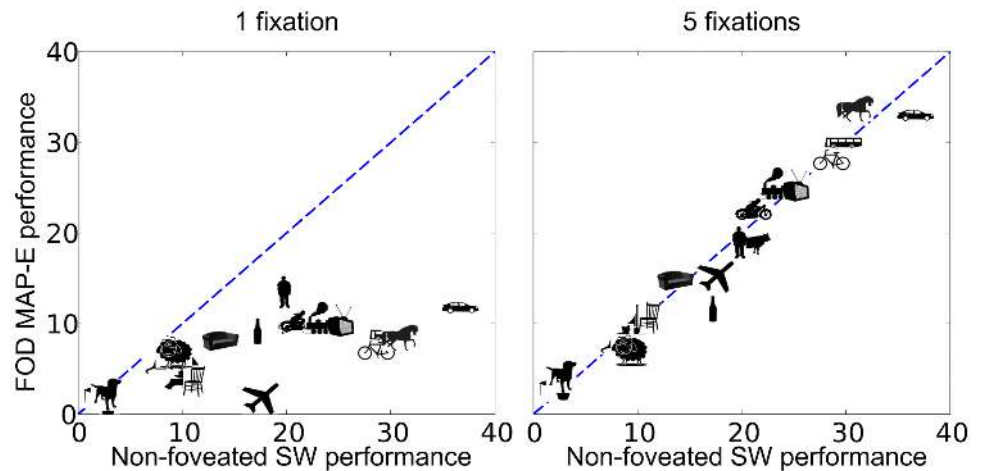 1 fixation
5 fixations
FOD MAP-E performance
40
30
20
10
0
0 10 20 30 40
Non-foveated SW performance
0 10 20 30 40
Non-foveated SW performance